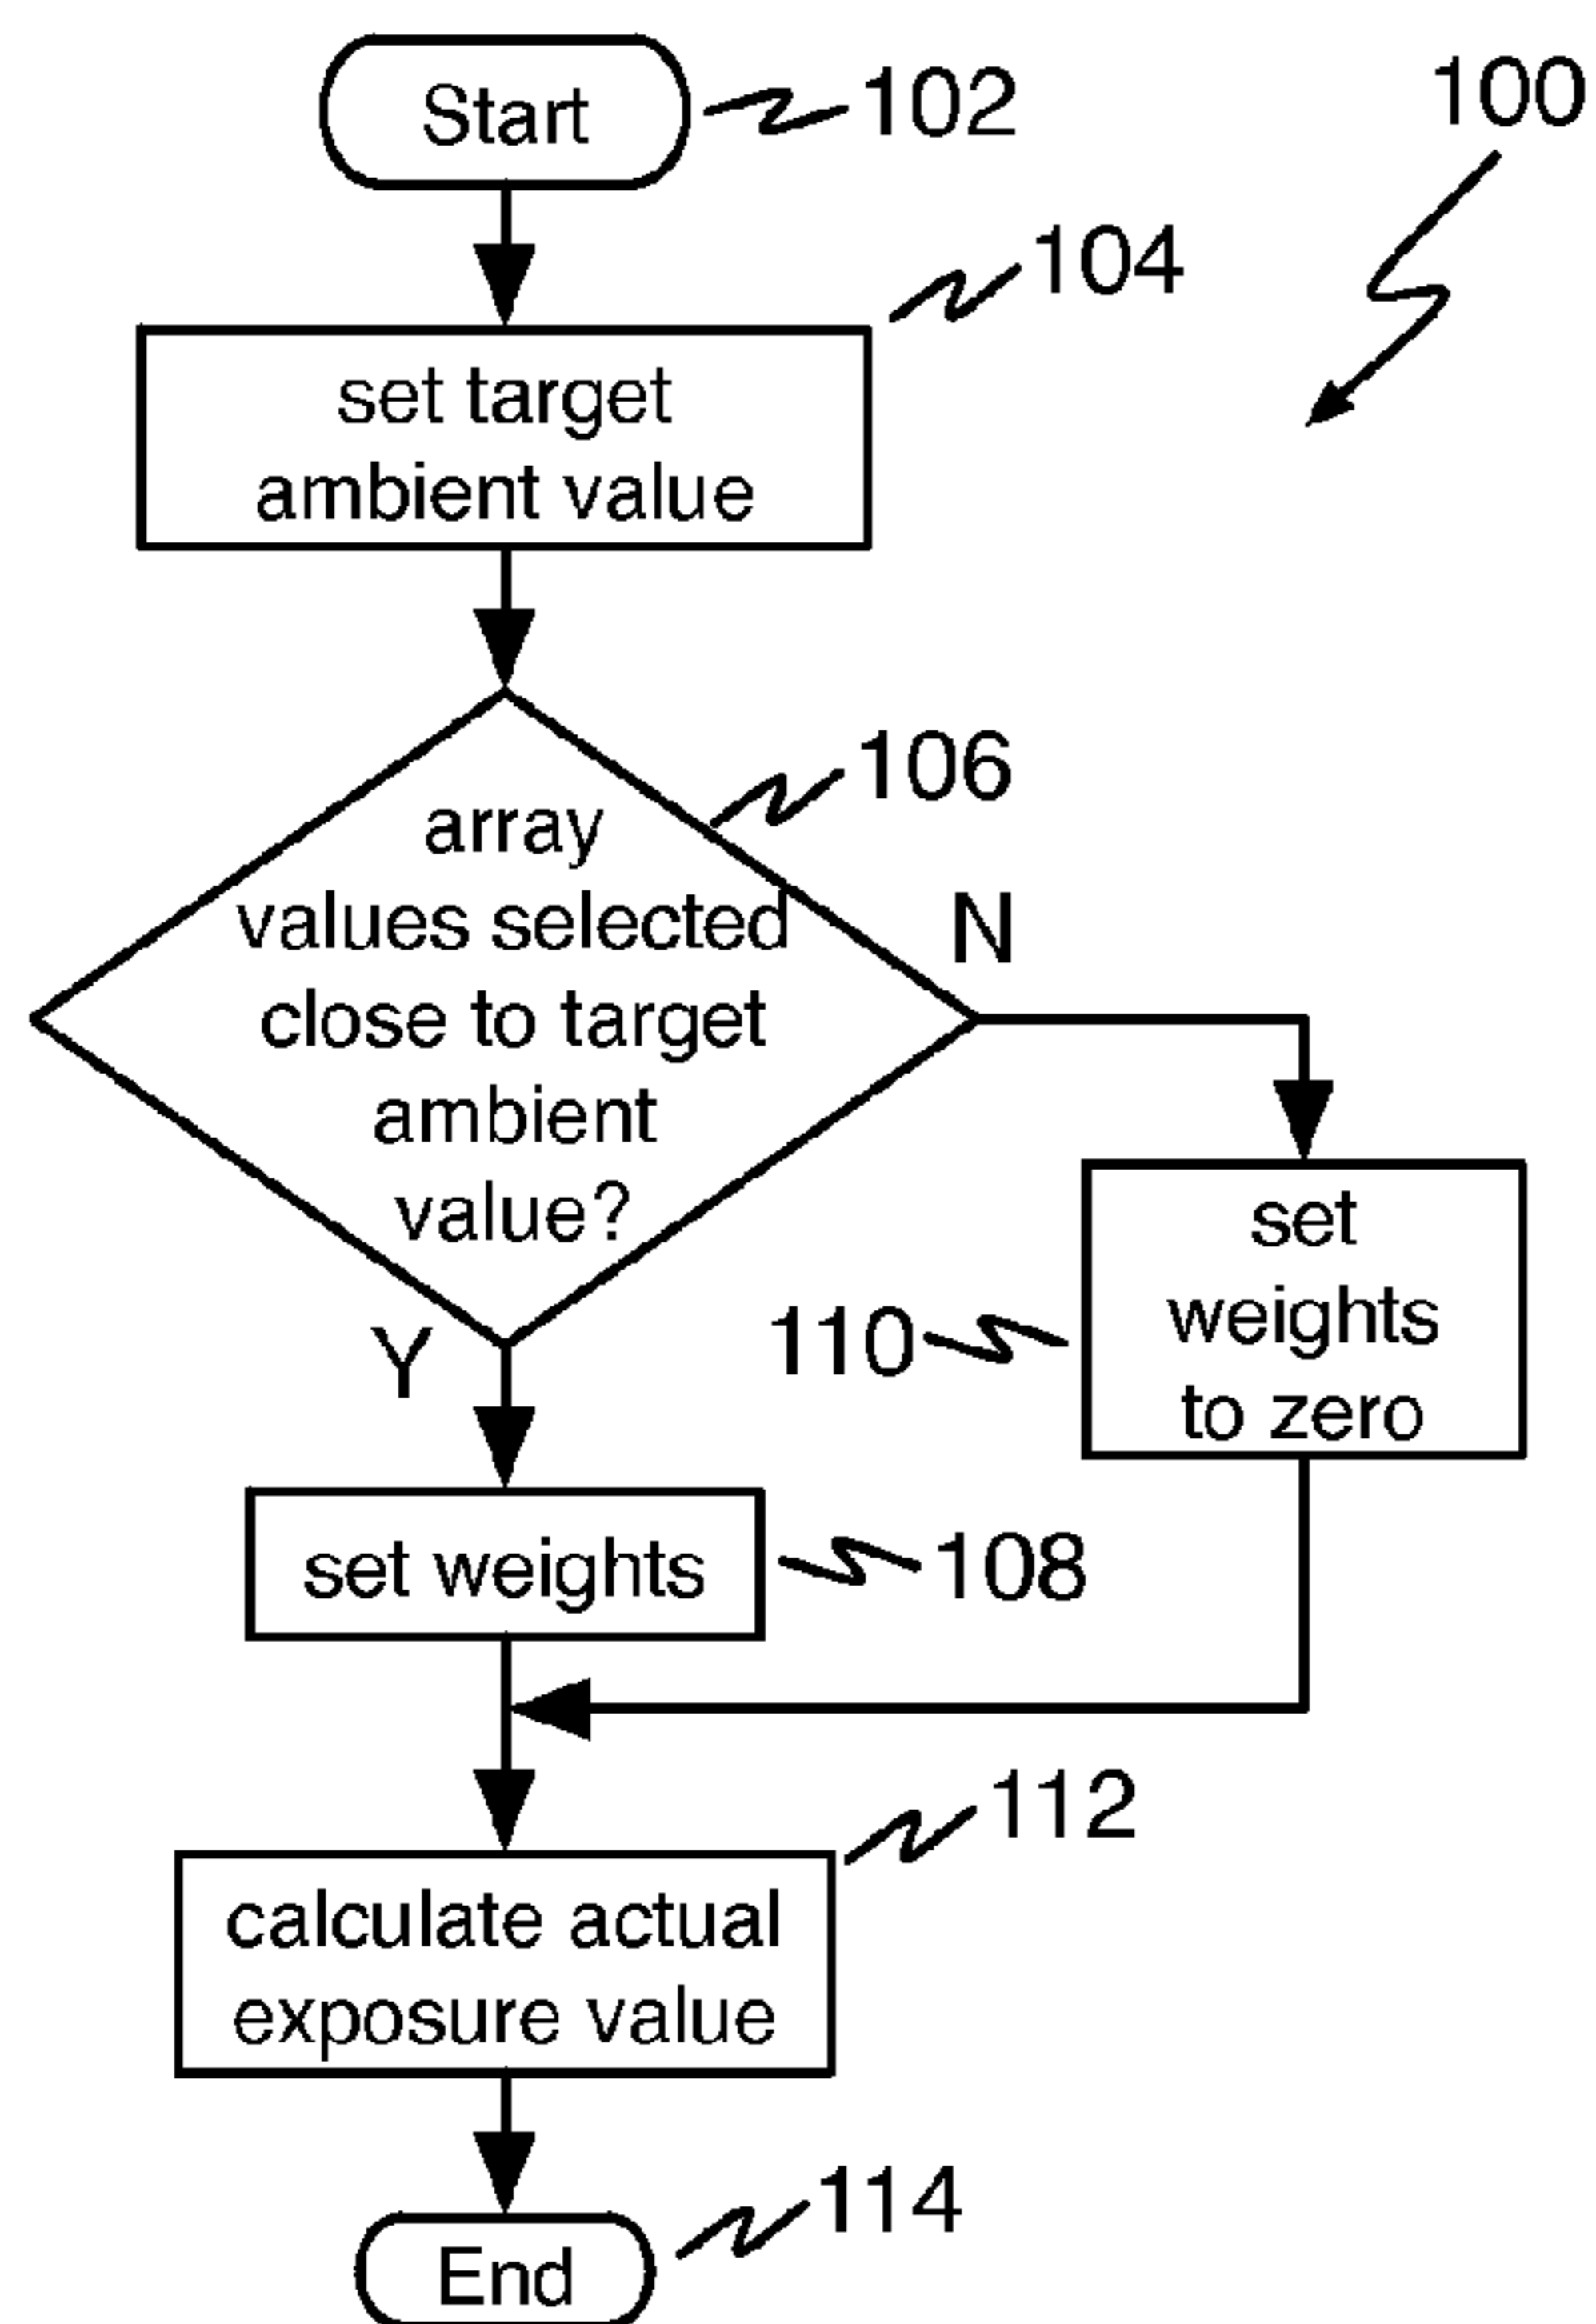 Start
102
100
104
set target
ambient value
106
array
values selected
close to target
ambient
value?
N
Y
set
weights
to zero
110
set weights
108
112
calculate actual
exposure value
114
End